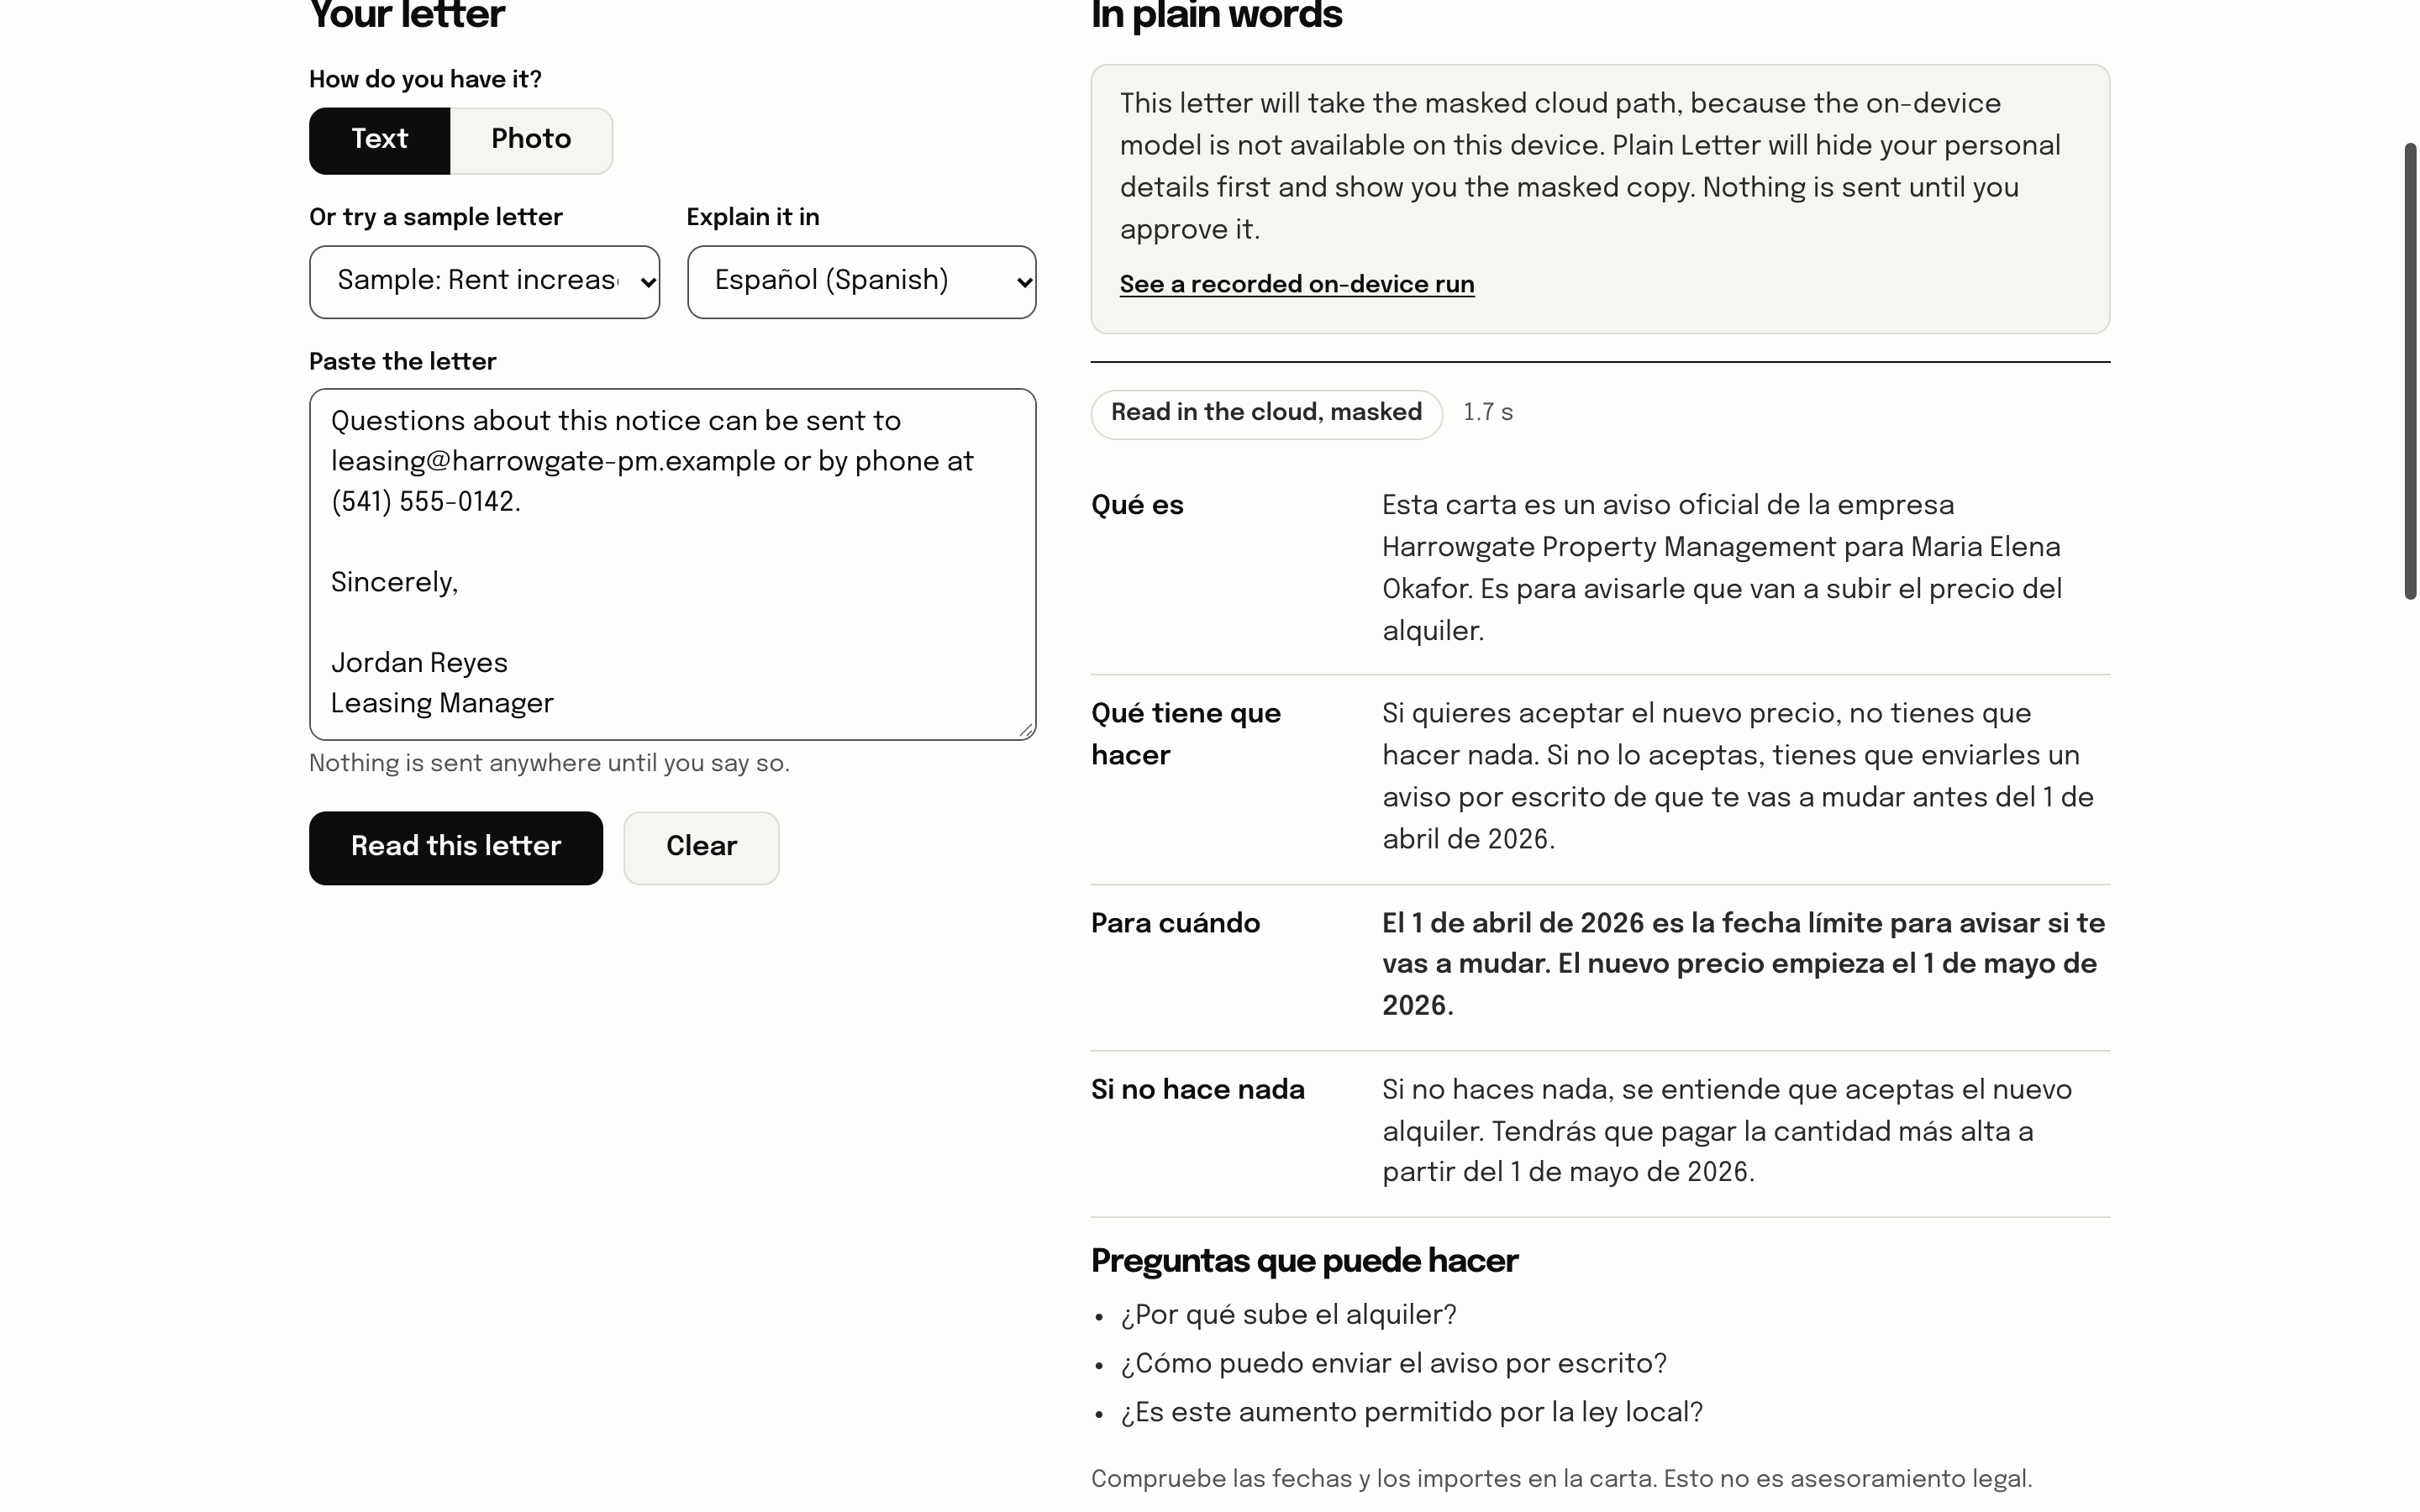 Your letter
How do you have it?
Text
Photo
Or try a sample letter
Explain it in
Sample: Rent increas
Español (Spanish)
Paste the letter
Questions about this notice can be sent to
leasing@harrowgate-pm.example or by phone at
(541) 555-0142.
Sincerely,
Jordan Reyes
Leasing Manager
Nothing is sent anywhere until you say so.
Read this letter
Clear
In plain words
This letter will take the masked cloud path, because the on-device
model is not available on this device. Plain Letter will hide your personal
details first and show you the masked copy. Nothing is sent until you
approve it.
See a recorded on-device run
Read in the cloud, masked
1.7 s
Qué es
Esta carta es un aviso oficial de la empresa
Harrowgate Property Management para Maria Elena
Okafor. Es para avisarle que van a subir el precio del
alquiler.
Qué tiene que
hacer
Si quieres aceptar el nuevo precio, no tienes que
hacer nada. Si no lo aceptas, tienes que enviarles un
aviso por escrito de que te vas a mudar antes del 1 de
abril de 2026.
Para cuándo
El 1 de abril de 2026 es la fecha límite para avisar si te
vas a mudar. El nuevo precio empieza el 1 de mayo de
2026.
Si no hace nada
Si no haces nada, se entiende que aceptas el nuevo
alquiler. Tendrás que pagar la cantidad más alta a
partir del 1 de mayo de 2026.
Preguntas que puede hacer
• ¿Por qué sube el alquiler?
• ¿Cómo puedo enviar el aviso por escrito?
• ¿Es este aumento permitido por la ley local?
Compruebe las fechas y los importes en la carta. Esto no es asesoramiento legal.